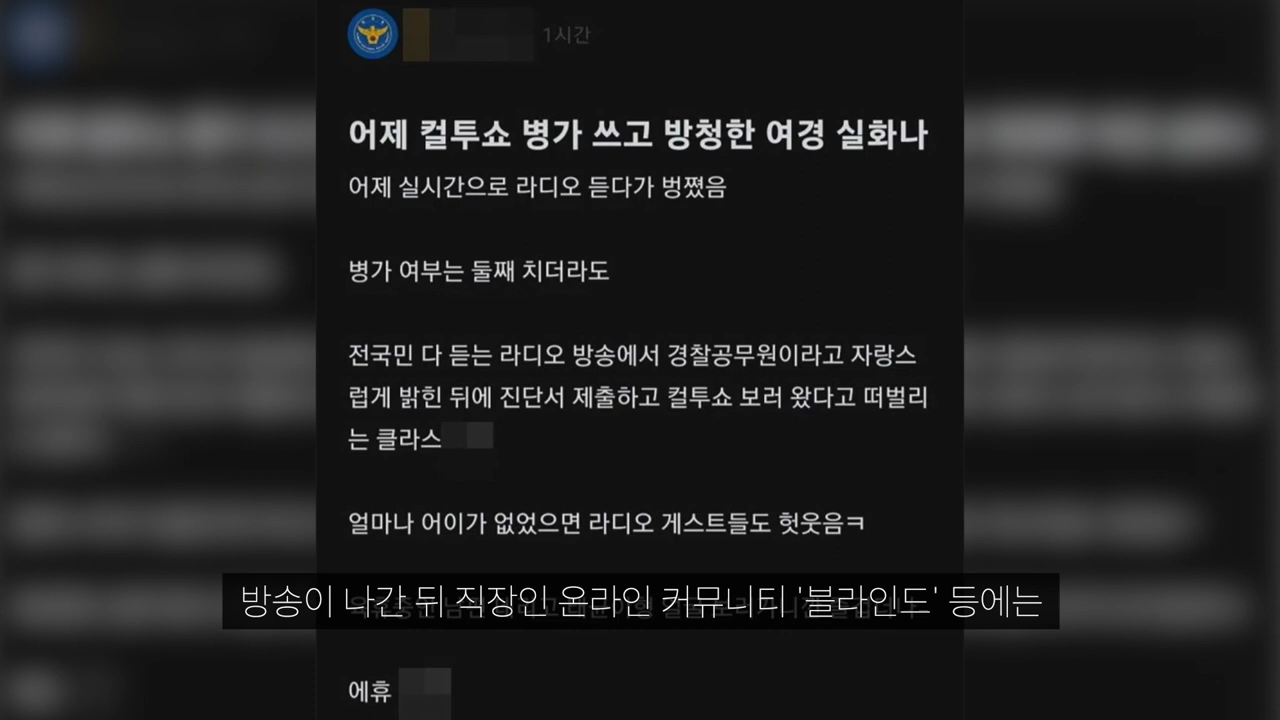 1시간
어제 컬투쇼 병가 쓰고 방청한 여경 실화냐
어제 실시간으로 라디오 듣다가 벙쪘음
병가 여부는 둘째 치더라도
전국민 다 듣는 라디오 방송에서 경찰공무원이라고 자랑스
럽게 밝힌 뒤에 진단서 제출하고 컬투쇼 보러 왔다고 떠벌리
는 클라스
얼마나 어이가 없었으면 라디오 게스트들도 헛웃음ㅋ
방송이 나간 뒤 직장인 온라인 커뮤니티 '블라인드' 등에는
에휴